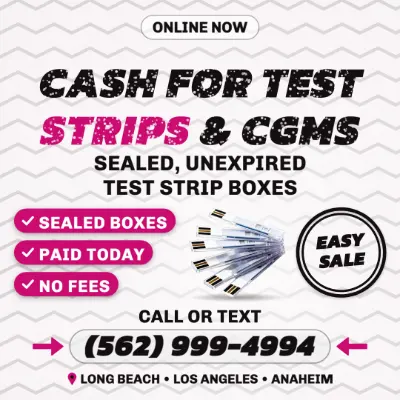 ONLINE NOW
CASH FOR TEST
STRIPS & CGMS
SEALED, UNEXPIRED
TEST STRIP BOXES
SEALED BOXES
PAID TODAY
NO FEES
EASY
SALE
CALL OR TEXT
(562) 999-4994
LONG BEACH • LOS ANGELES • ANAHEIM